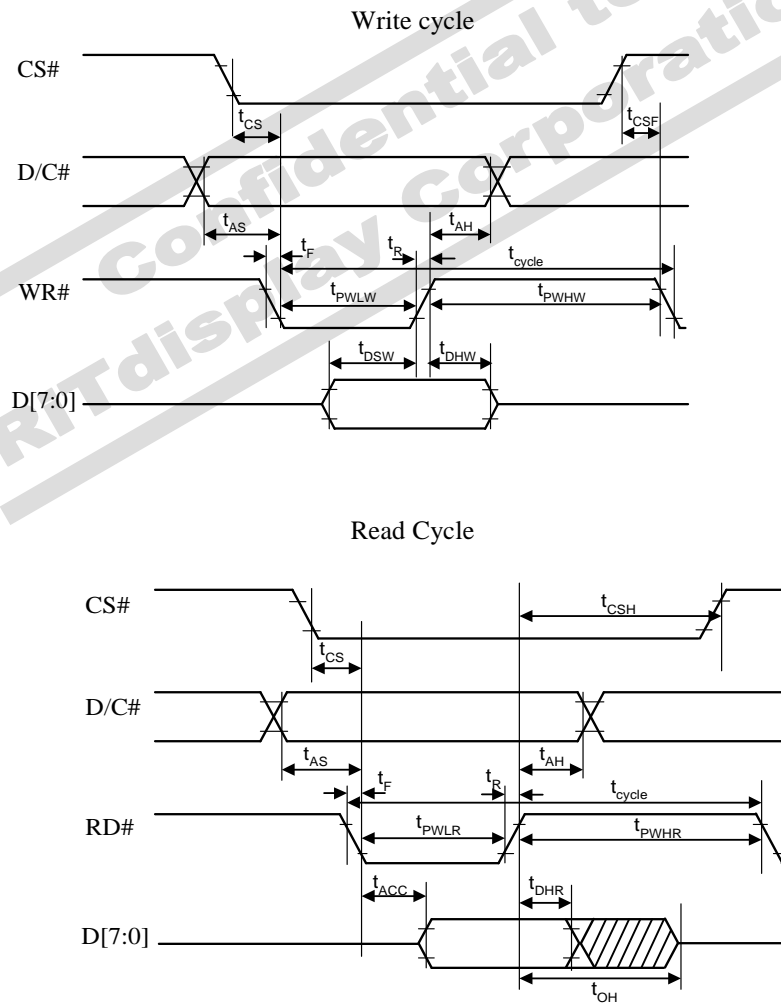 Write cycle
CS#
tCS
tCSF
D/C#
tAS
tAH
tF
tR
tcycle
WR#
tPWLW
tPWHW
tDSW
tDHW
D[7:0]
Confidential to
RiTdisplay Corporation
Read Cycle
CS#
tCSH
tCS
D/C#
tAS
tAH
tF
tR
tcycle
RD#
tPWLR
tPWHR
tACC
tDHR
D[7:0]
tOH